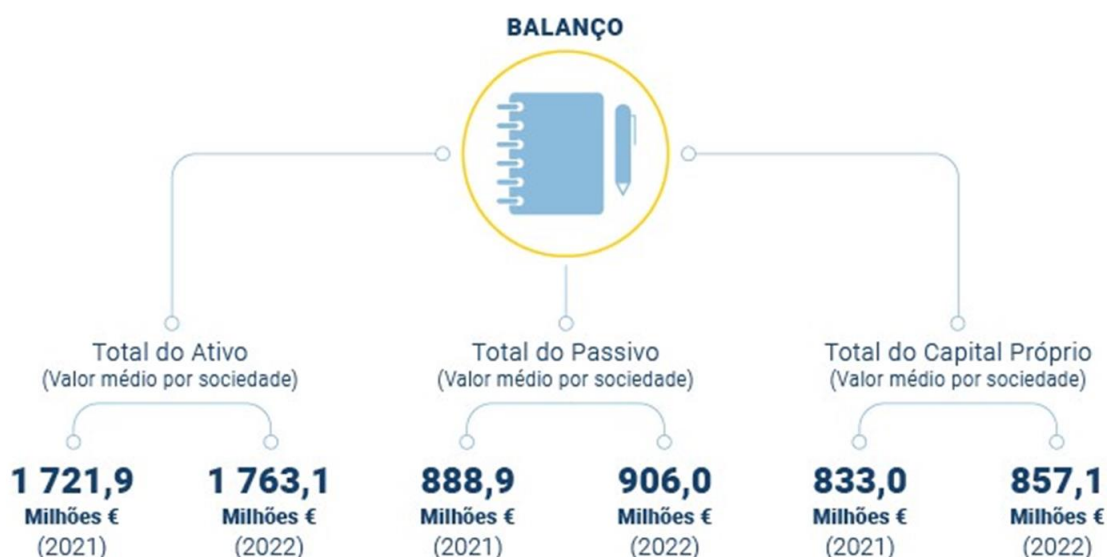 BALANÇO
Total do Ativo
(Valor médio por sociedade)
1 721,9
Milhões €
(2021)
1 763,1
Milhões €
(2022)
Total do Passivo
(Valor médio por sociedade)
888,9
Milhões €
(2021)
906,0
Milhões €
(2022)
Total do Capital Próprio
(Valor médio por sociedade)
833,0
Milhões €
(2021)
857,1
Milhões €
(2022)